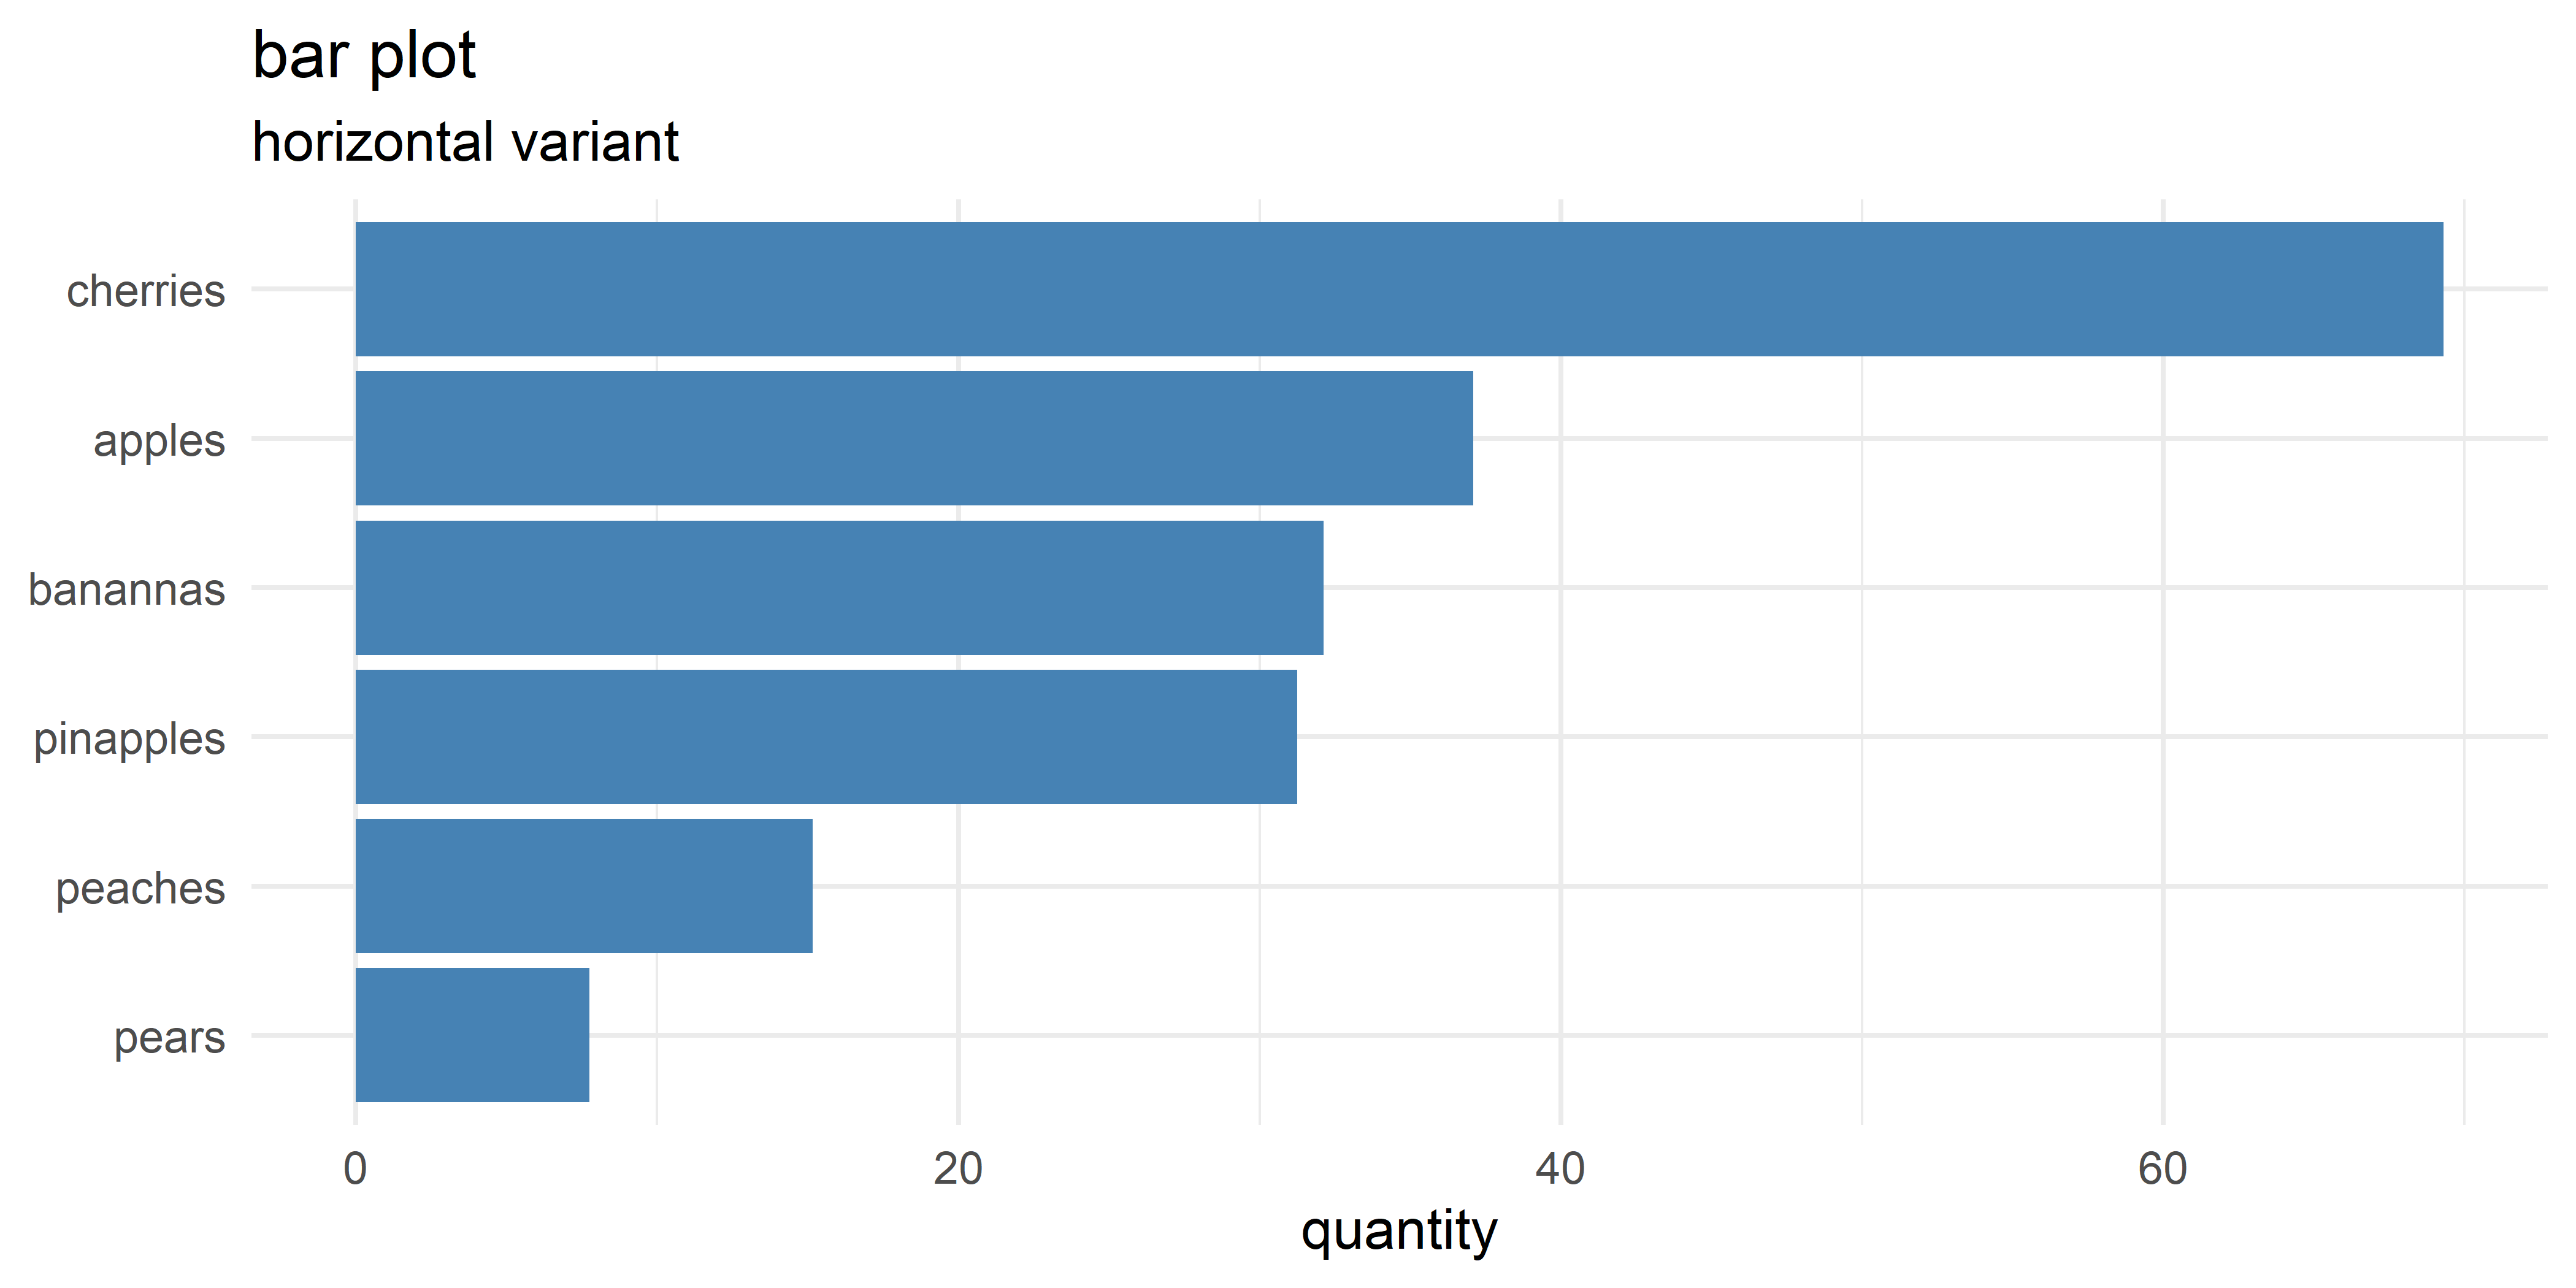 bar plot
horizontal variant
cherries
apples
banannas
pinapples
peaches
pears
0 20 40 60
quantity